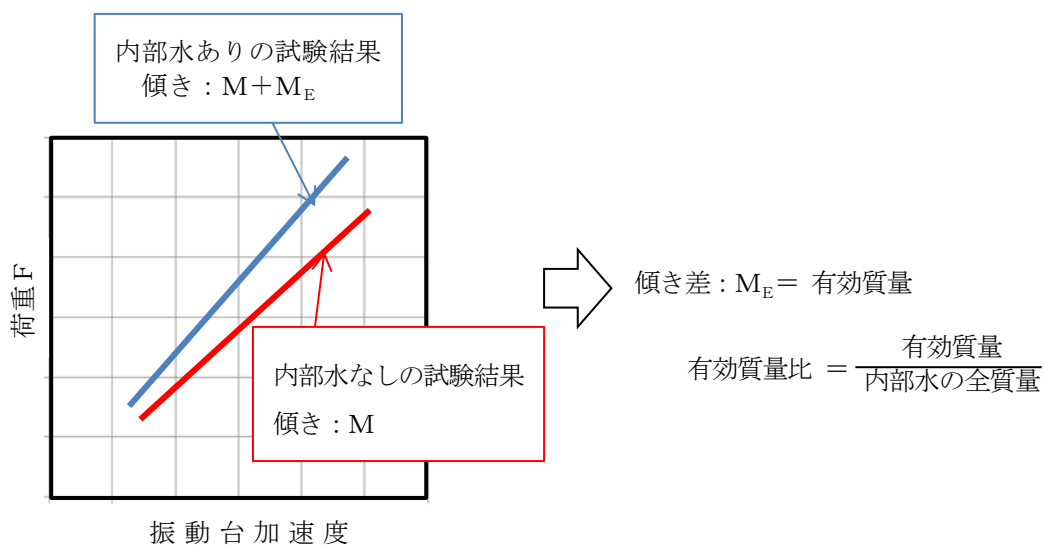 内部水ありの試験結果
傾き：M＋M_E
荷重F
内部水なしの試験結果
傾き：M
振動台加速度
傾き差：M_E＝ 有効質量
有効質量比 ＝ 有効質量
内部水の全質量